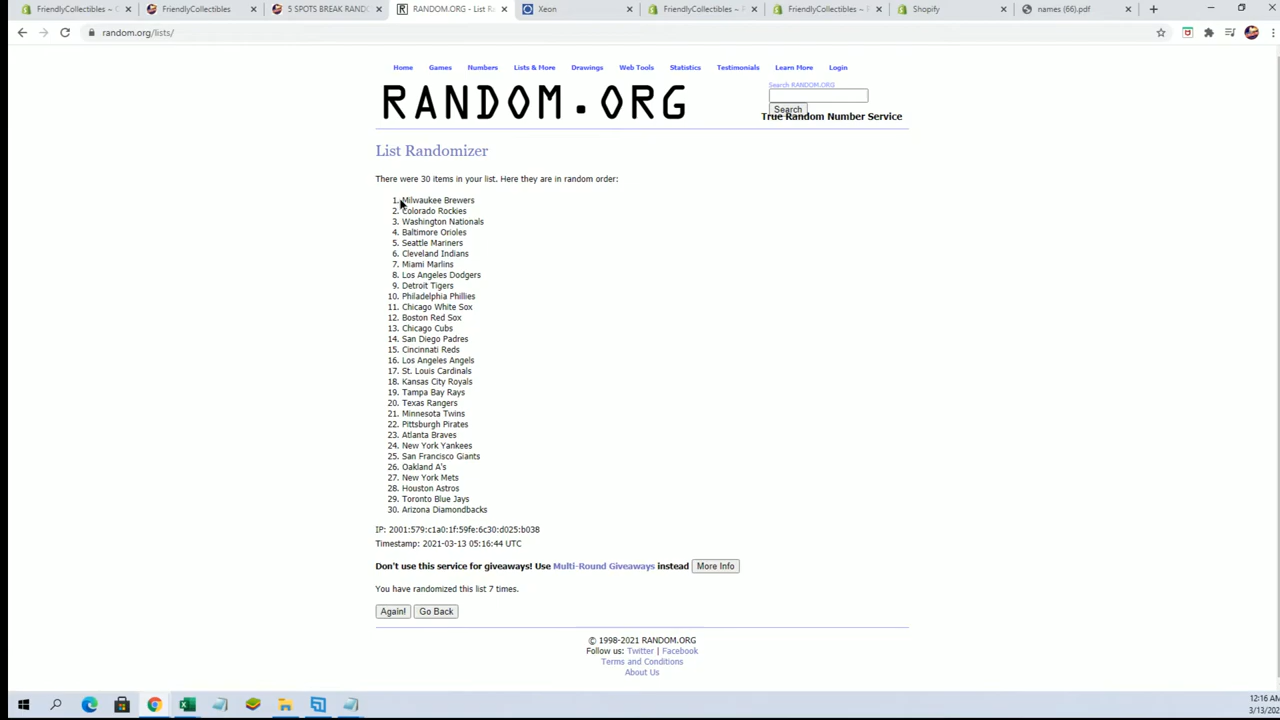 FriendlyCollectibles ~ C
FriendlyCollectibles
5 SPOTS BREAK RANDO
RANDOM.ORG - List Ra
Xeon
FriendlyCollectibles ~ A
FriendlyCollectibles ~
Shopify
names (66).pdf
random.org/lists/
Home Games Numbers Lists & More Drawings Web Tools Statistics Testimonials Learn More Login
Search RANDOM.ORG
RANDOM.ORG
Search
True Random Number Service
List Randomizer
There were 30 items in your list. Here they are in random order:
1. Milwaukee Brewers
2. Colorado Rockies
3. Washington Nationals
4. Baltimore Orioles
5. Seattle Mariners
6. Cleveland Indians
7. Miami Marlins
8. Los Angeles Dodgers
9. Detroit Tigers
10. Philadelphia Phillies
11. Chicago White Sox
12. Boston Red Sox
13. Chicago Cubs
14. San Diego Padres
15. Cincinnati Reds
16. Los Angeles Angels
17. St. Louis Cardinals
18. Kansas City Royals
19. Tampa Bay Rays
20. Texas Rangers
21. Minnesota Twins
22. Pittsburgh Pirates
23. Atlanta Braves
24. New York Yankees
25. San Francisco Giants
26. Oakland A's
27. New York Mets
28. Houston Astros
29. Toronto Blue Jays
30. Arizona Diamondbacks
IP: 2001:579:c1a0:1f:59fe:6c30:d025:b038
Timestamp: 2021-03-13 05:16:44 UTC
Don't use this service for giveaways! Use Multi-Round Giveaways instead More Info
You have randomized this list 7 times.
Again! Go Back
© 1998-2021 RANDOM.ORG
Follow us: Twitter | Facebook
Terms and Conditions
About Us
12:16 AM
3/13/202